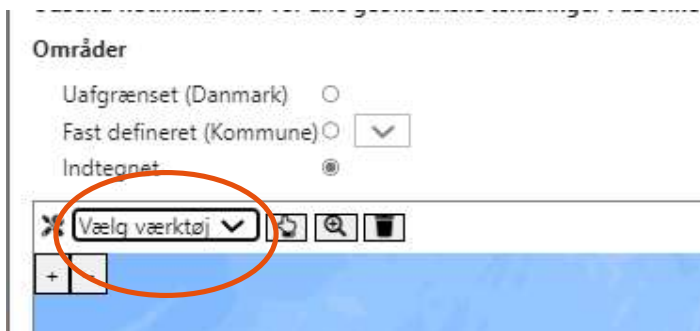 Områder
Uafgrænset (Danmark)
Fast defineret (Kommune)
Indtegnet
Vælg værktøj
+ -